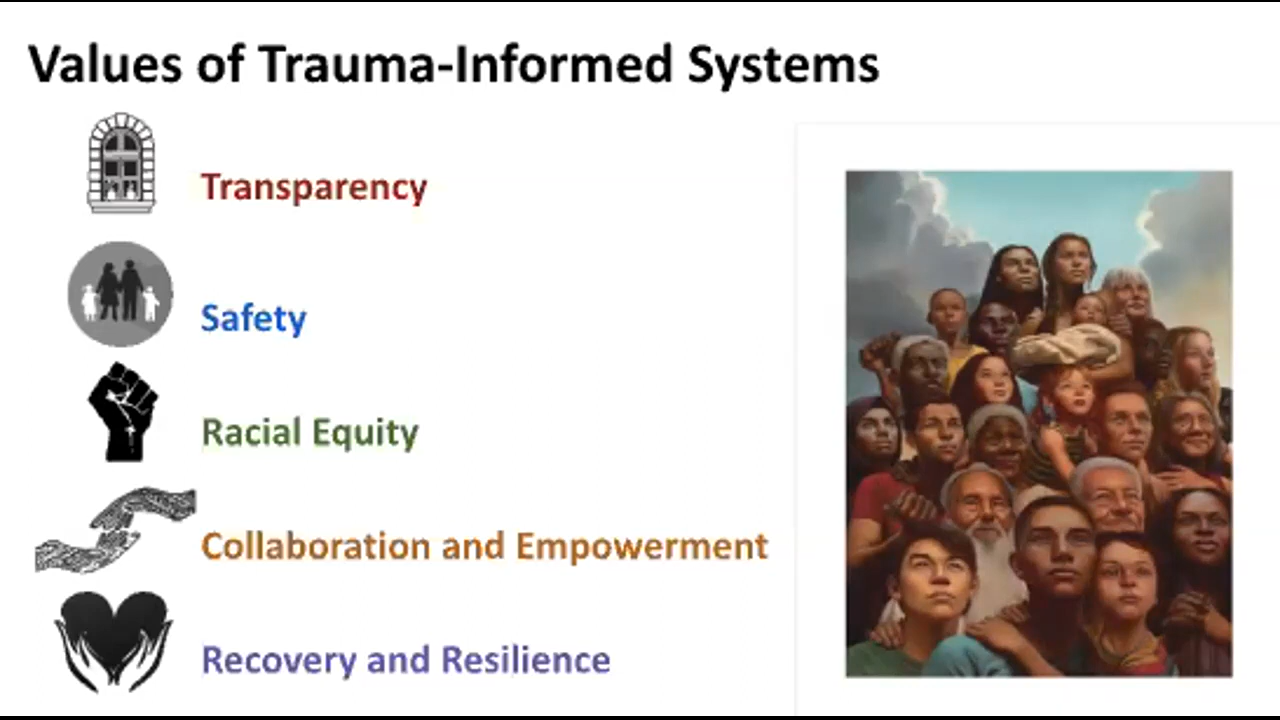 Values of Trauma-Informed Systems
Transparency
Safety
Racial Equity
Collaboration and Empowerment
Recovery and Resilience